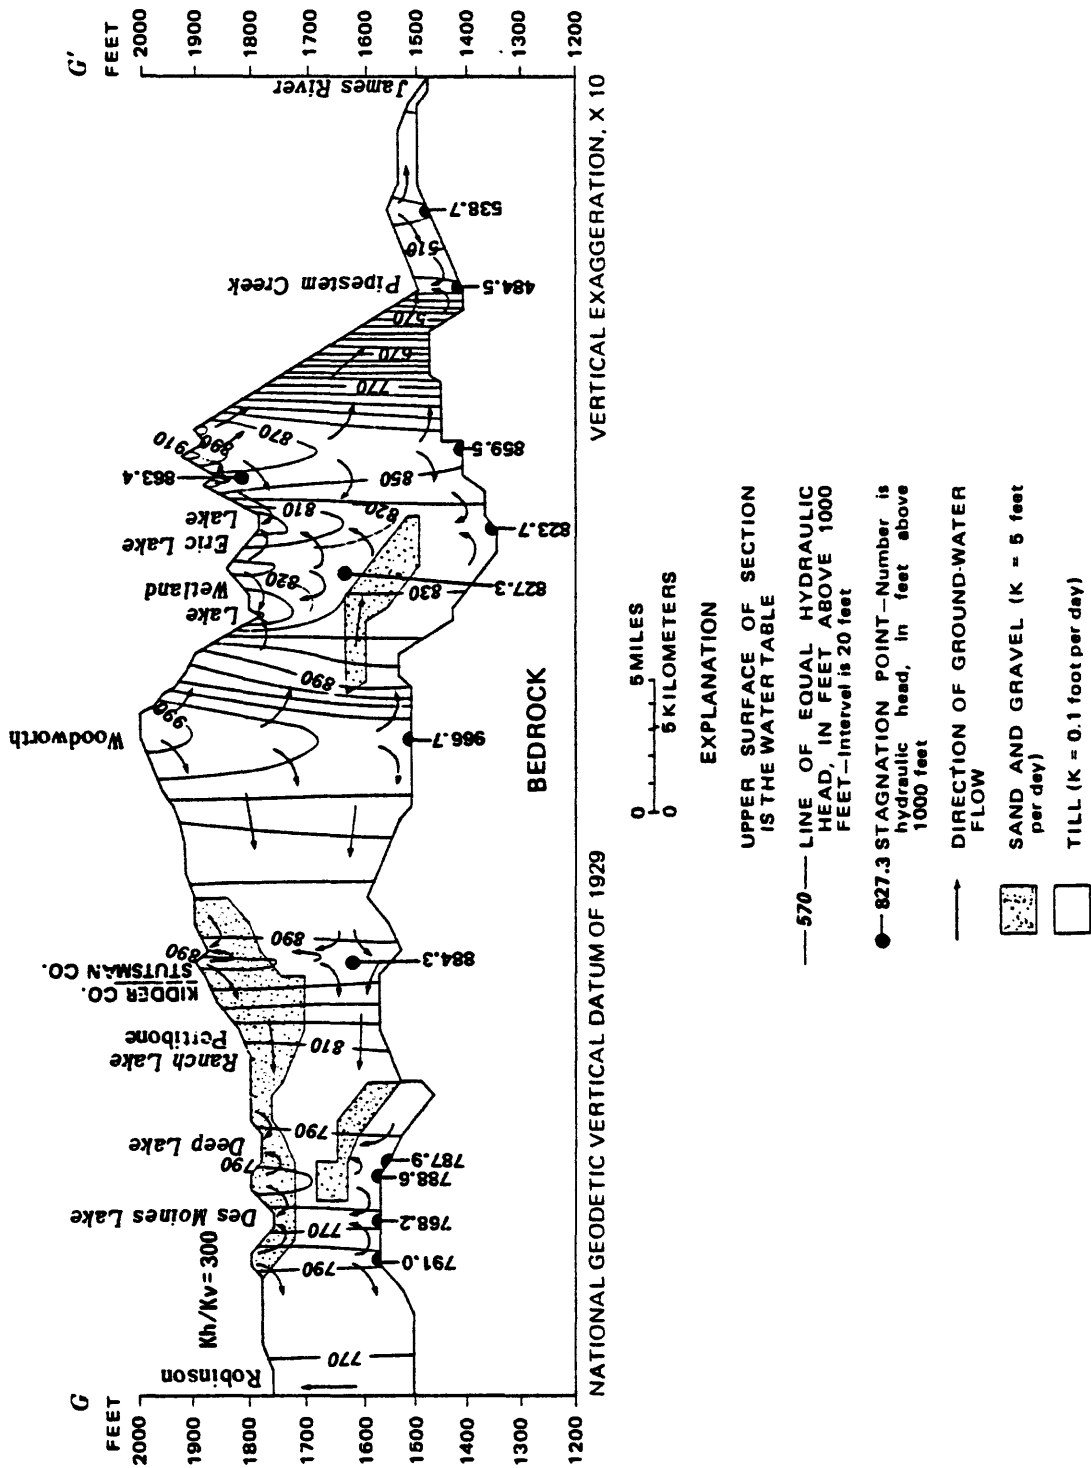 G
FEET
2000
1900
1800
1700
1600
1500
1400
1300
1200
G'
FEET
2000
1900
1800
1700
1600
1500
1400
1300
1200
Robinson
Kh/Kv=300
Des Moines Lake
Deep Lake
Ranch Lake
Pettibone
KIDDER CO.
STUTSMAN CO.
Woodworth
Lake
Wetland
Eric Lake
Lake
Pipestem Creek
James River
770
790
770
790
790
810
890
890
990
890
820
830
810
820
850
910
890
870
770
670
570
510
791.0
768.2
788.6
787.9
884.3
966.7
827.3
823.7
863.4
859.5
484.5
538.7
BEDROCK
NATIONAL GEODETIC VERTICAL DATUM OF 1929
VERTICAL EXAGGERATION, X 10
0 5 MILES
0 5 KILOMETERS
EXPLANATION
UPPER SURFACE OF SECTION
IS THE WATER TABLE
570 LINE OF EQUAL HYDRAULIC
HEAD, IN FEET ABOVE 1000
FEET—Interval is 20 feet
827.3 STAGNATION POINT—Number is
hydraulic head, in feet above
1000 feet
DIRECTION OF GROUND-WATER
FLOW
SAND AND GRAVEL (K = 5 feet
per day)
TILL (K = 0.1 foot per day)